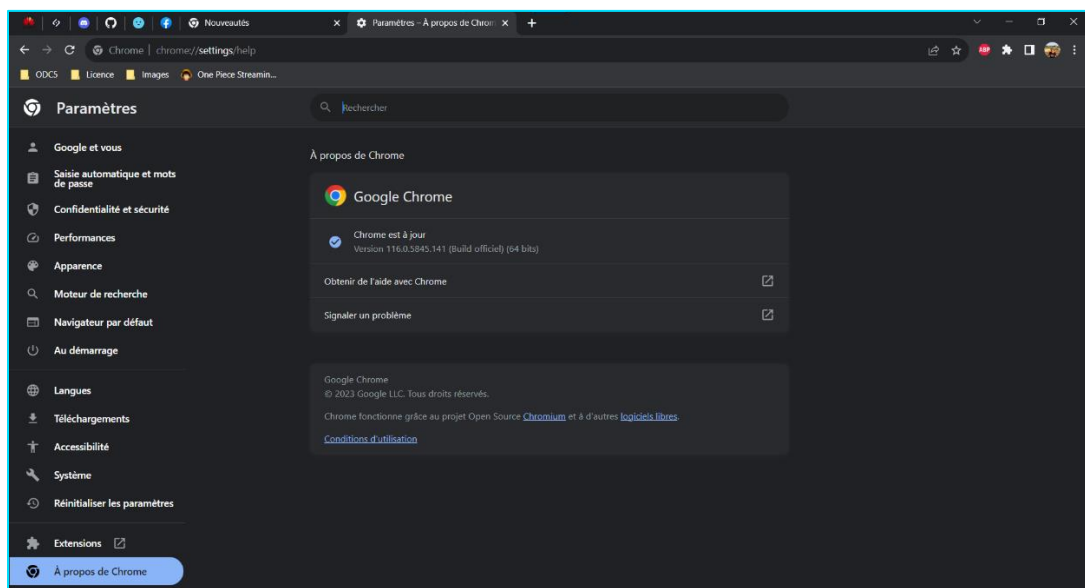 Nouveautés
Paramètres – À propos de Chrom
Chrome | chrome://settings/help
ABP
ODC5
Licence
Images
One Piece Streamin...
Paramètres
Rechercher
Google et vous
Saisie automatique et mots
de passe
Confidentialité et sécurité
Performances
Apparence
Moteur de recherche
Navigateur par défaut
Au démarrage
Langues
Téléchargements
Accessibilité
Système
Réinitialiser les paramètres
Extensions
À propos de Chrome
À propos de Chrome
Google Chrome
Chrome est à jour
Version 116.0.5845.141 (Build officiel) (64 bits)
Obtenir de l'aide avec Chrome
Signaler un problème
Google Chrome
© 2023 Google LLC. Tous droits réservés.
Chrome fonctionne grâce au projet Open Source Chromium et à d'autres logiciels libres.
Conditions d'utilisation